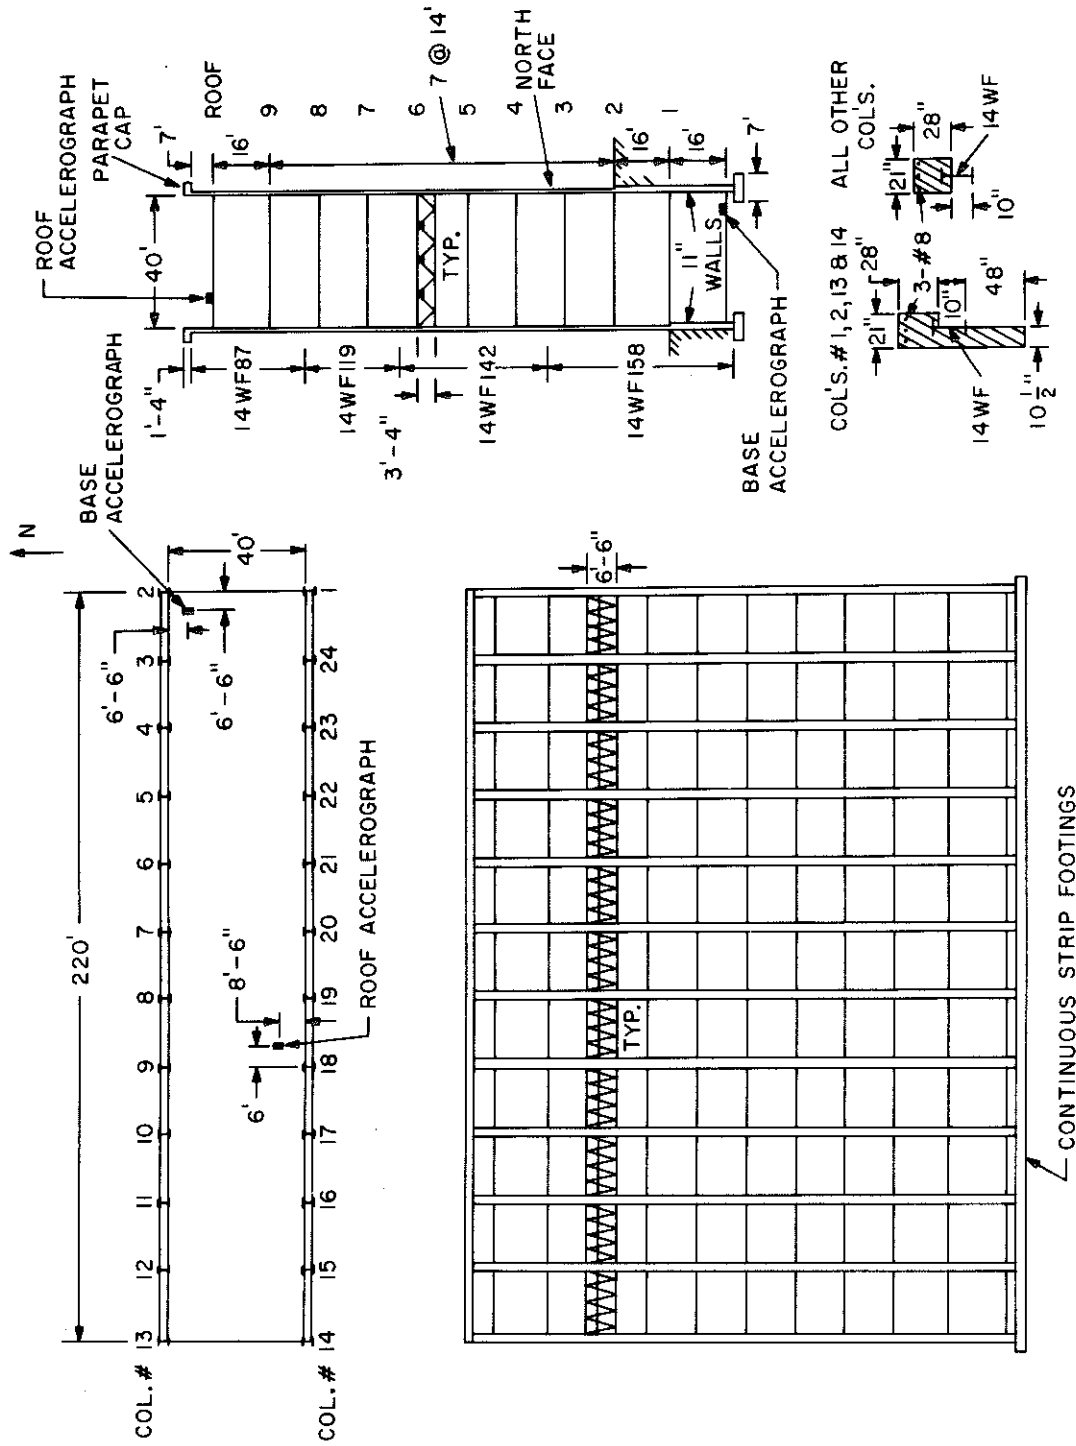 N
COL.# 13 12 11 10 9 8 7 6 5 4 3 2
COL.# 14 15 16 17 18 19 20 21 22 23 24 1
220'
40'
6'-6"
6'-6"
BASE
ACCELEROGRAPH
8'-6"
6'
ROOF ACCELEROGRAPH
6'-6"
TYP.
CONTINUOUS STRIP FOOTINGS
ROOF
ACCELEROGRAPH
PARAPET
CAP
40'
7'
ROOF
16'
9
8
7
6
5
4
3
2
1
7 @ 14'
NORTH
FACE
16'
16'
7'
1'-4"
14WF87
14WF119
3'-4"
14WF142
14WF158
TYP.
11"
WALLS
BASE
ACCELEROGRAPH
COL'S.# 1, 2, 13 & 14
21"
28"
3-#8
10"
48"
14WF
10 1/2"
ALL OTHER
COL'S.
21"
28"
10"
14WF